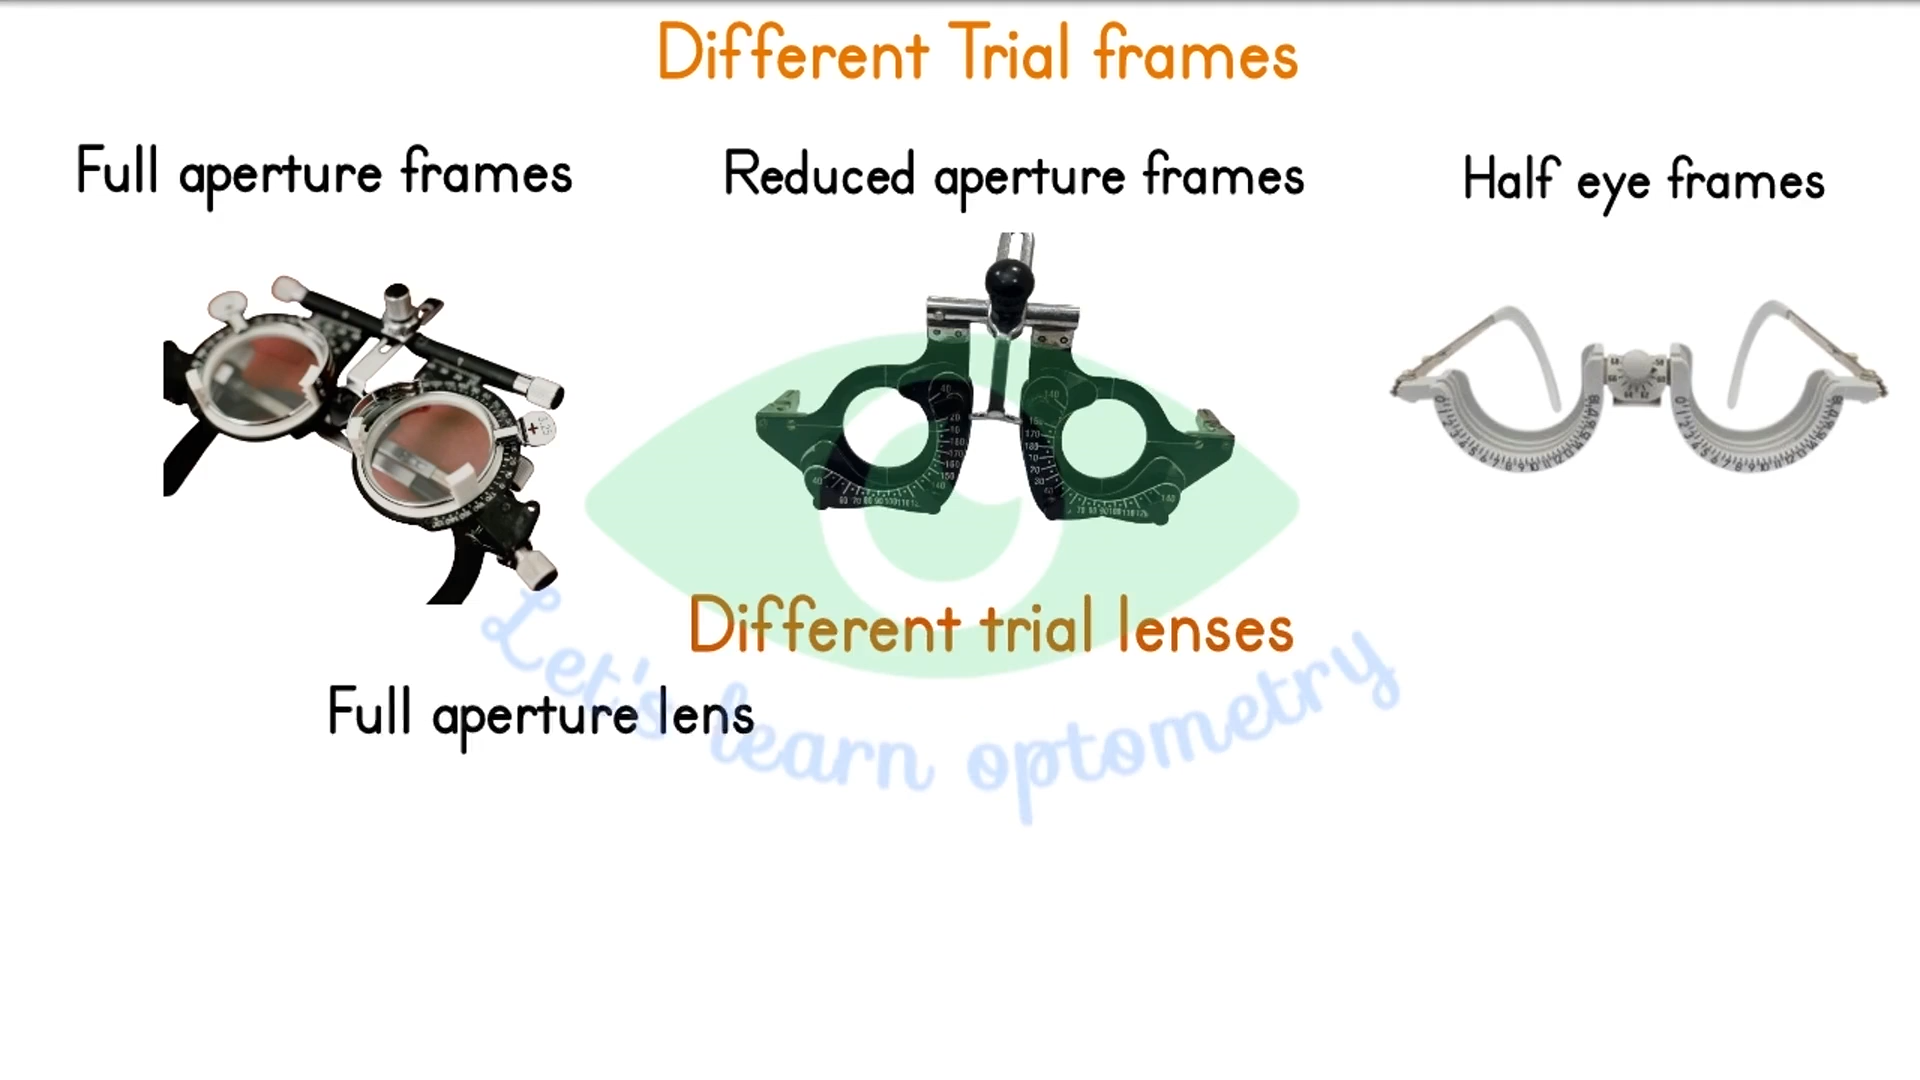 Different Trial frames
Full aperture frames
Reduced aperture frames
Half eye frames
Different trial lenses
Full aperture lens
Let's learn optometry